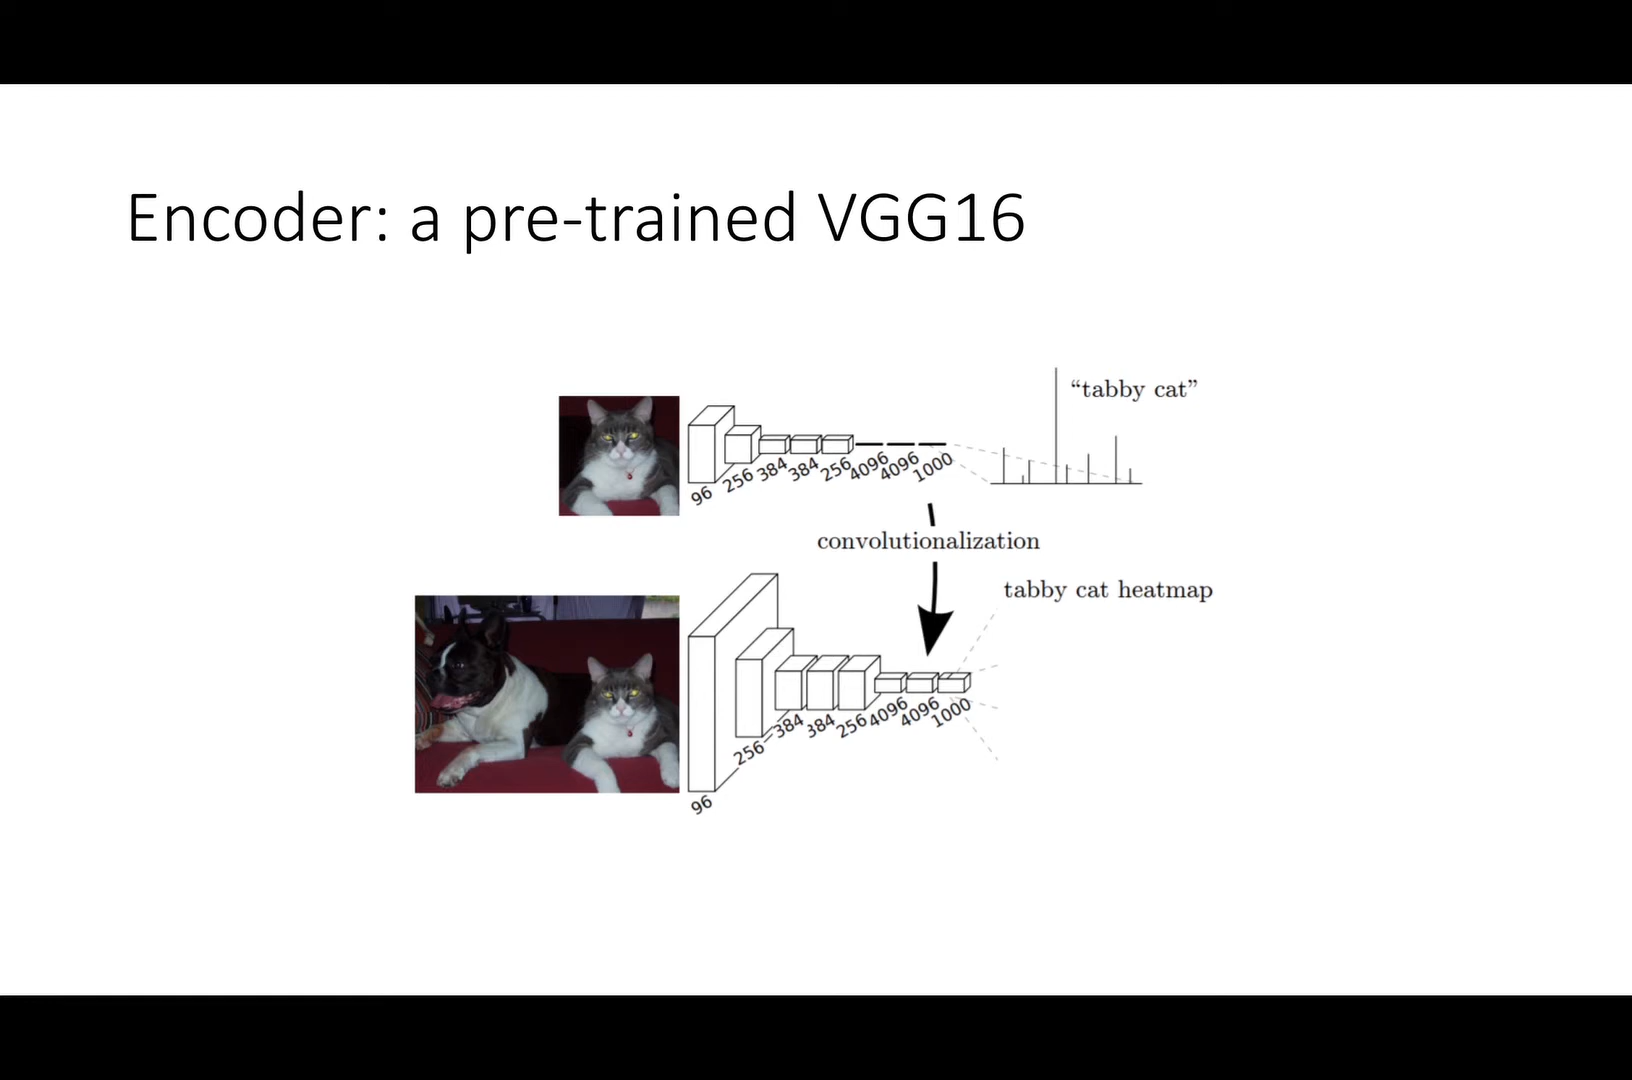 Encoder: a pre-trained VGG16
“tabby cat”
96 256 384 384 256 4096 4096 1000
convolutionalization
tabby cat heatmap
96 256 384 384 256 4096 4096 1000